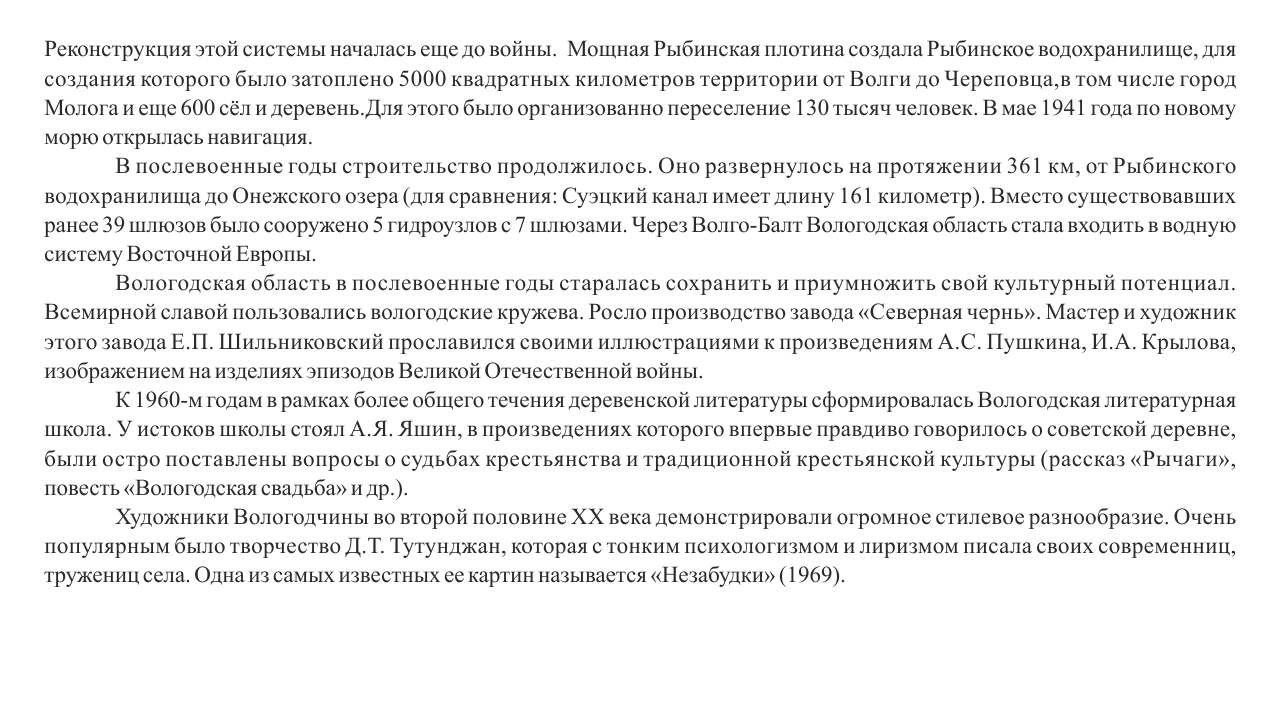 Реконструкция этой системы началась еще до войны.  Мощная Рыбинская плотина создала Рыбинское водохранилище, для
создания которого было затоплено 5000 квадратных километров территории от Волги до Череповца,в том числе город
Молога и еще 600 сёл и деревень.Для этого было организованно переселение 130 тысяч человек. В мае 1941 года по новому
морю открылась навигация.
В послевоенные годы строительство продолжилось. Оно развернулось на протяжении 361 км, от Рыбинского
водохранилища до Онежского озера (для сравнения: Суэцкий канал имеет длину 161 километр). Вместо существовавших
ранее 39 шлюзов было сооружено 5 гидроузлов с 7 шлюзами. Через Волго-Балт Вологодская область стала входить в водную
систему Восточной Европы.
Вологодская область в послевоенные годы старалась сохранить и приумножить свой культурный потенциал.
Всемирной славой пользовались вологодские кружева. Росло производство завода «Северная чернь». Мастер и художник
этого завода Е.П. Шильниковский прославился своими иллюстрациями к произведениям А.С. Пушкина, И.А. Крылова,
изображением на изделиях эпизодов Великой Отечественной войны.
К 1960-м годам в рамках более общего течения деревенской литературы сформировалась Вологодская литературная
школа. У истоков школы стоял А.Я. Яшин, в произведениях которого впервые правдиво говорилось о советской деревне,
были остро поставлены вопросы о судьбах крестьянства и традиционной крестьянской культуры (рассказ «Рычаги»,
повесть «Вологодская свадьба» и др.).
Художники Вологодчины во второй половине XX века демонстрировали огромное стилевое разнообразие. Очень
популярным было творчество Д.Т. Тутунджан, которая с тонким психологизмом и лиризмом писала своих современниц,
тружениц села. Одна из самых известных ее картин называется «Незабудки» (1969).